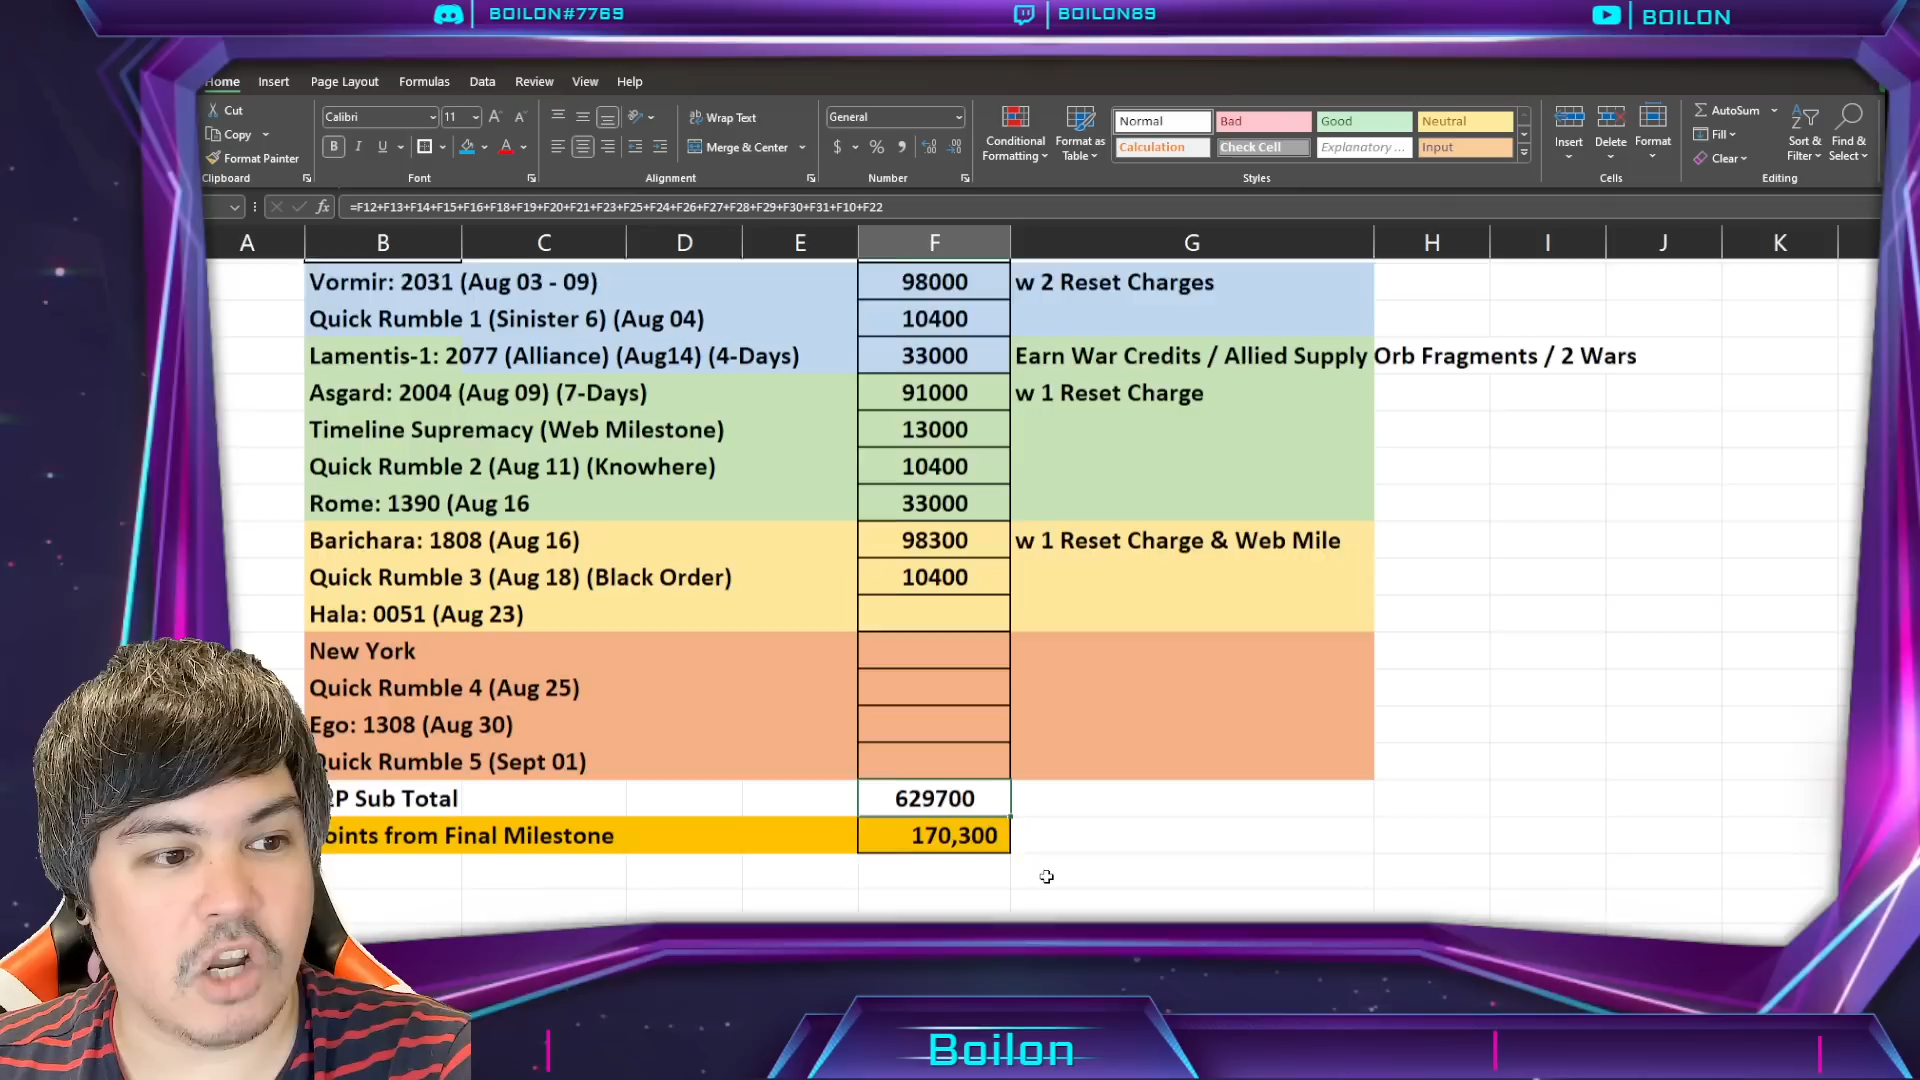 BOILON#7769
BOILON89
BOILON
Home Insert Page Layout Formulas Data Review View Help
Cut
Copy
Format Painter
Clipboard
Calibri 11
B I U
Font
Wrap Text
Merge & Center
Alignment
General
$ % ,
Number
Conditional Formatting
Format as Table
Normal Bad Good Neutral
Calculation Check Cell Explanatory ... Input
Styles
Insert Delete Format
Cells
AutoSum
Fill
Clear
Sort & Filter
Find & Select
Editing
fx =F12+F13+F14+F15+F16+F18+F19+F20+F21+F23+F25+F24+F26+F27+F28+F29+F30+F31+F10+F22
A B C D E F G H I J K
Vormir: 2031 (Aug 03 - 09) 98000 w 2 Reset Charges
Quick Rumble 1 (Sinister 6) (Aug 04) 10400
Lamentis-1: 2077 (Alliance) (Aug14) (4-Days) 33000 Earn War Credits / Allied Supply Orb Fragments / 2 Wars
Asgard: 2004 (Aug 09) (7-Days) 91000 w 1 Reset Charge
Timeline Supremacy (Web Milestone) 13000
Quick Rumble 2 (Aug 11) (Knowhere) 10400
Rome: 1390 (Aug 16 33000
Barichara: 1808 (Aug 16) 98300 w 1 Reset Charge & Web Mile
Quick Rumble 3 (Aug 18) (Black Order) 10400
Hala: 0051 (Aug 23)
New York
Quick Rumble 4 (Aug 25)
Ego: 1308 (Aug 30)
Quick Rumble 5 (Sept 01)
P Sub Total 629700
oints from Final Milestone 170,300
Boilon